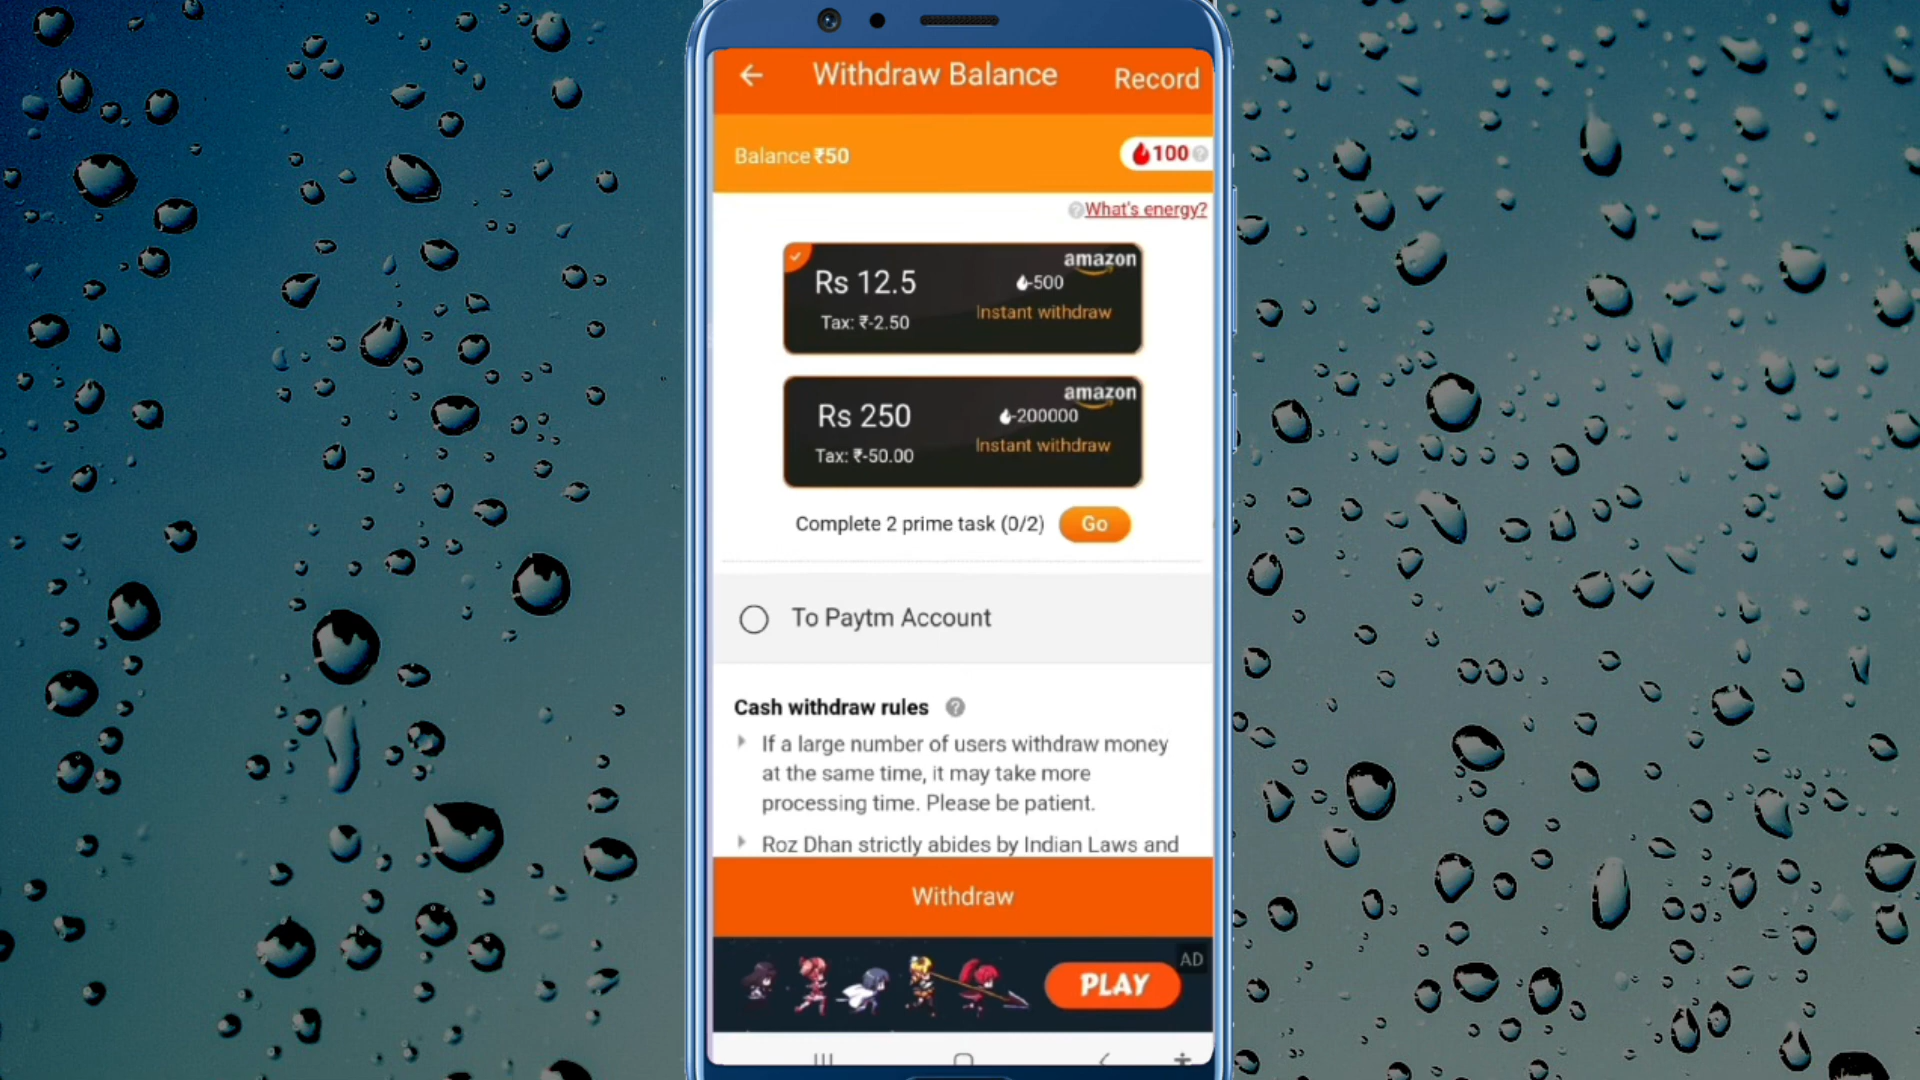 Withdraw Balance
Record
Balance ₹50
100
What's energy?
amazon
Rs 12.5
-500
Tax: ₹-2.50
Instant withdraw
amazon
Rs 250
-200000
Tax: ₹-50.00
Instant withdraw
Complete 2 prime task (0/2)
Go
To Paytm Account
Cash withdraw rules
If a large number of users withdraw money
at the same time, it may take more
processing time. Please be patient.
Roz Dhan strictly abides by Indian Laws and
Withdraw
AD
PLAY